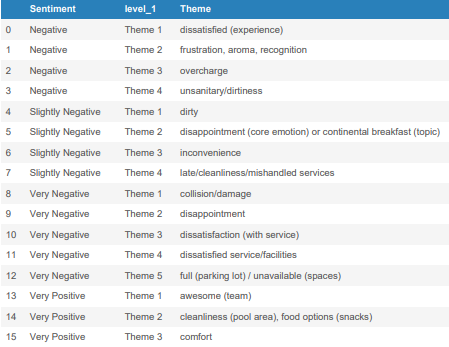 Sentiment level_1 Theme
0 Negative Theme 1 dissatisfied (experience)
1 Negative Theme 2 frustration, aroma, recognition
2 Negative Theme 3 overcharge
3 Negative Theme 4 unsanitary/dirtiness
4 Slightly Negative Theme 1 dirty
5 Slightly Negative Theme 2 disappointment (core emotion) or continental breakfast (topic)
6 Slightly Negative Theme 3 inconvenience
7 Slightly Negative Theme 4 late/cleanliness/mishandled services
8 Very Negative Theme 1 collision/damage
9 Very Negative Theme 2 disappointment
10 Very Negative Theme 3 dissatisfaction (with service)
11 Very Negative Theme 4 dissatisfied service/facilities
12 Very Negative Theme 5 full (parking lot) / unavailable (spaces)
13 Very Positive Theme 1 awesome (team)
14 Very Positive Theme 2 cleanliness (pool area), food options (snacks)
15 Very Positive Theme 3 comfort